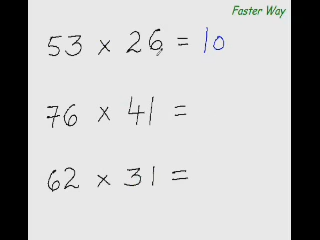 Faster Way
53 × 26 = 10
76 × 41 =
62 × 31 =